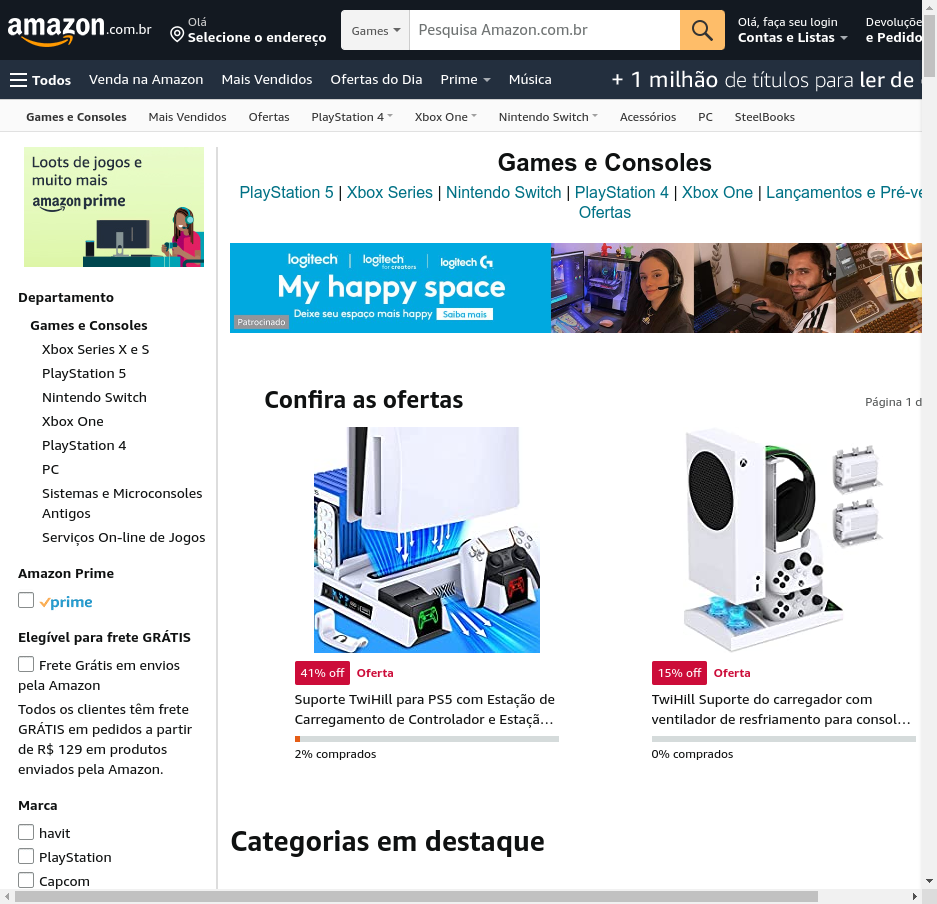 amazon.com.br
Olá
Selecione o endereço
Games
Pesquisa Amazon.com.br
Olá, faça seu login
Contas e Listas
Devoluçõe
e Pedido
Todos
Venda na Amazon
Mais Vendidos
Ofertas do Dia
Prime
Música
+ 1 milhão de títulos para ler de
Games e Consoles
Mais Vendidos
Ofertas
PlayStation 4
Xbox One
Nintendo Switch
Acessórios
PC
SteelBooks
Loots de jogos e
muito mais
amazon prime
Departamento
Games e Consoles
Xbox Series X e S
PlayStation 5
Nintendo Switch
Xbox One
PlayStation 4
PC
Sistemas e Microconsoles
Antigos
Serviços On-line de Jogos
Amazon Prime
prime
Elegível para frete GRÁTIS
Frete Grátis em envios
pela Amazon
Todos os clientes têm frete
GRÁTIS em pedidos a partir
de R$ 129 em produtos
enviados pela Amazon.
Marca
havit
PlayStation
Capcom
Games e Consoles
PlayStation 5 | Xbox Series | Nintendo Switch | PlayStation 4 | Xbox One | Lançamentos e Pré-ve
Ofertas
logitech | logitech for creators | logitech G
My happy space
Deixe seu espaço mais happy Saiba mais
Patrocinado
Confira as ofertas
Página 1 d
41% off Oferta
Suporte TwiHill para PS5 com Estação de
Carregamento de Controlador e Estaçã…
2% comprados
15% off Oferta
TwiHill Suporte do carregador com
ventilador de resfriamento para consol…
0% comprados
Categorias em destaque